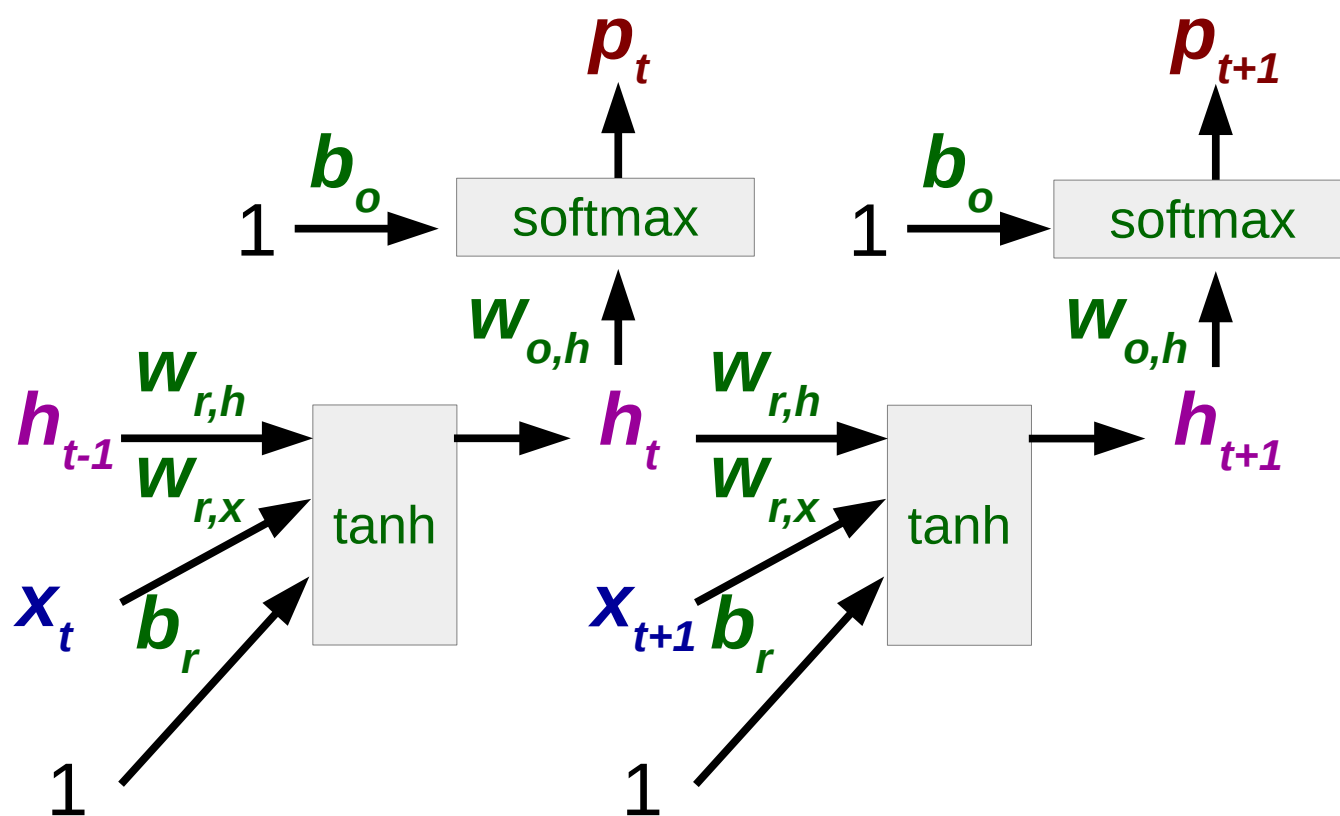 p_t p_t+1
b_o b_o
1 softmax 1 softmax
w_o,h w_o,h
w_r,h w_r,h
h_t-1 h_t h_t+1
w_r,x w_r,x
tanh tanh
x_t x_t+1
b_r b_r
1 1